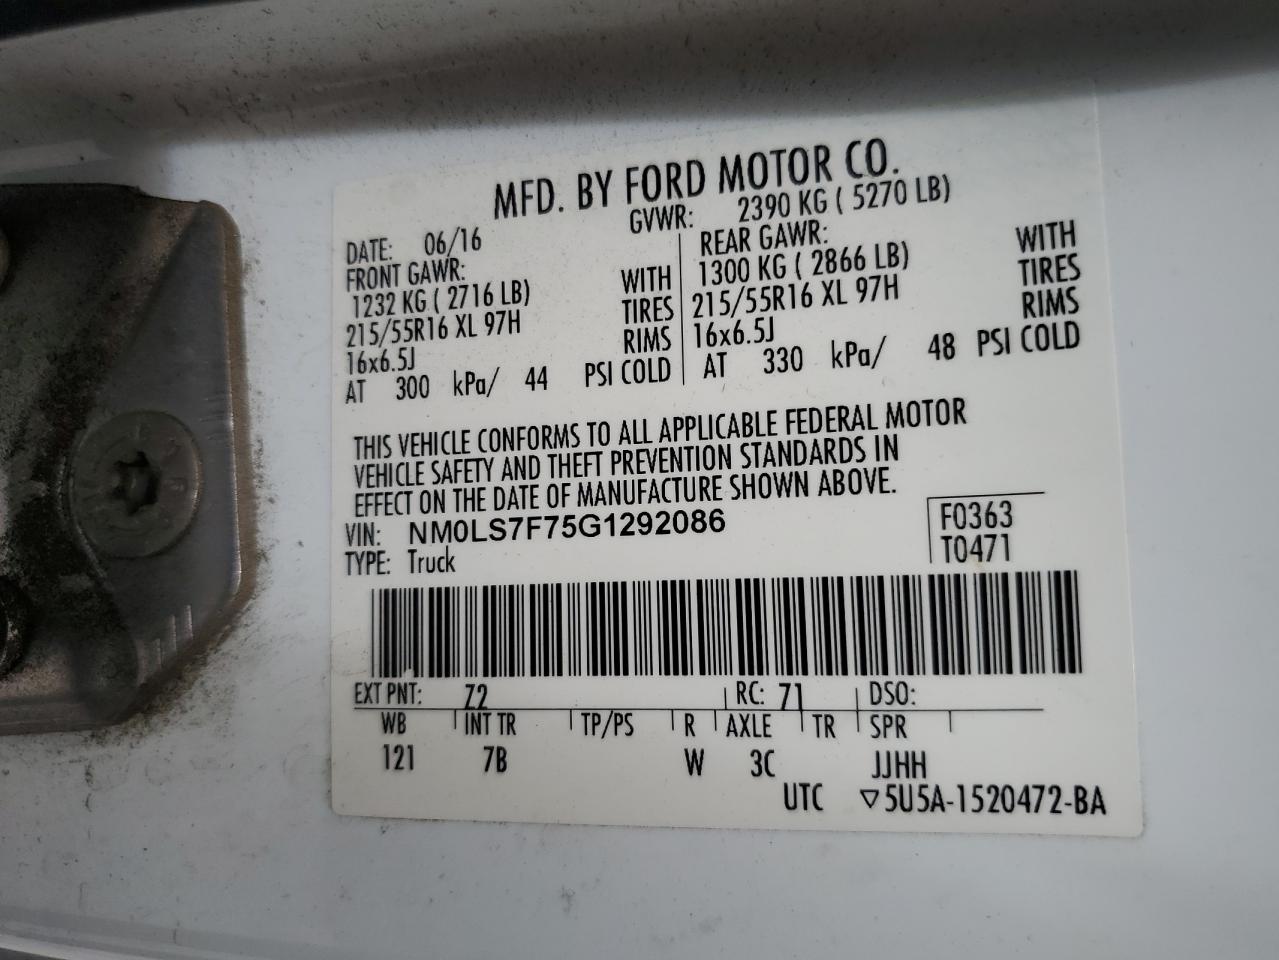 MFD. BY FORD MOTOR CO.
DATE: 06/16 GVWR: 2390 KG ( 5270 LB)
FRONT GAWR:
1232 KG ( 2716 LB) WITH
215/55R16 XL 97H TIRES
16x6.5J RIMS
AT 300 kPa/ 44 PSI COLD
REAR GAWR:
1300 KG ( 2866 LB) WITH
215/55R16 XL 97H TIRES
16x6.5J RIMS
AT 330 kPa/ 48 PSI COLD
THIS VEHICLE CONFORMS TO ALL APPLICABLE FEDERAL MOTOR
VEHICLE SAFETY AND THEFT PREVENTION STANDARDS IN
EFFECT ON THE DATE OF MANUFACTURE SHOWN ABOVE.
VIN: NM0LS7F75G1292086
TYPE: Truck
F0363
T0471
EXT PNT: Z2 RC: 71 DSO:
WB INT TR TP/PS R AXLE TR SPR
121 7B W 3C JJHH
UTC ▽5U5A-1520472-BA